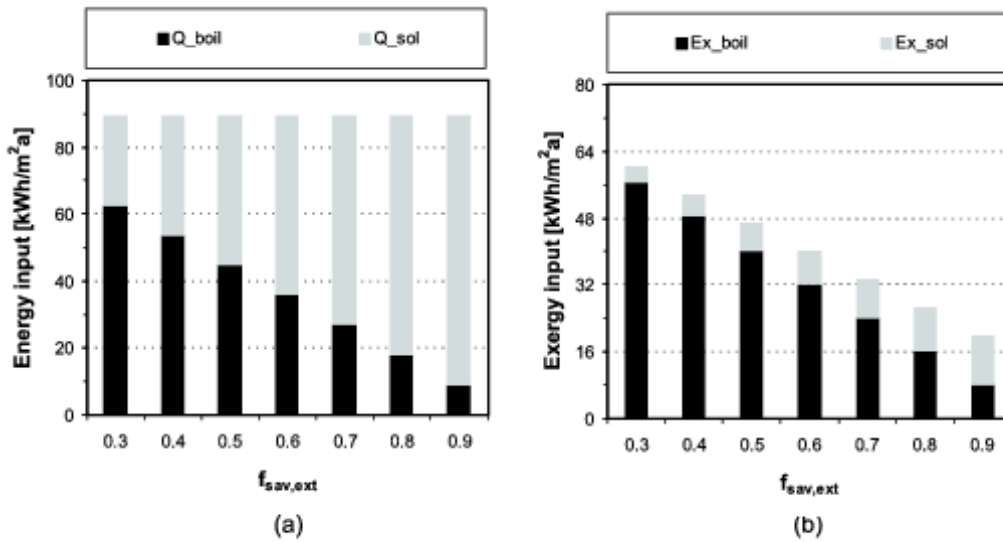 Q_boil Q_sol
Energy input [kWh/m²a]
100
80
60
40
20
0
0.3 0.4 0.5 0.6 0.7 0.8 0.9
f_sav,ext
(a)
Ex_boil Ex_sol
Exergy input [kWh/m²a]
80
64
48
32
16
0
0.3 0.4 0.5 0.6 0.7 0.8 0.9
f_sav,ext
(b)